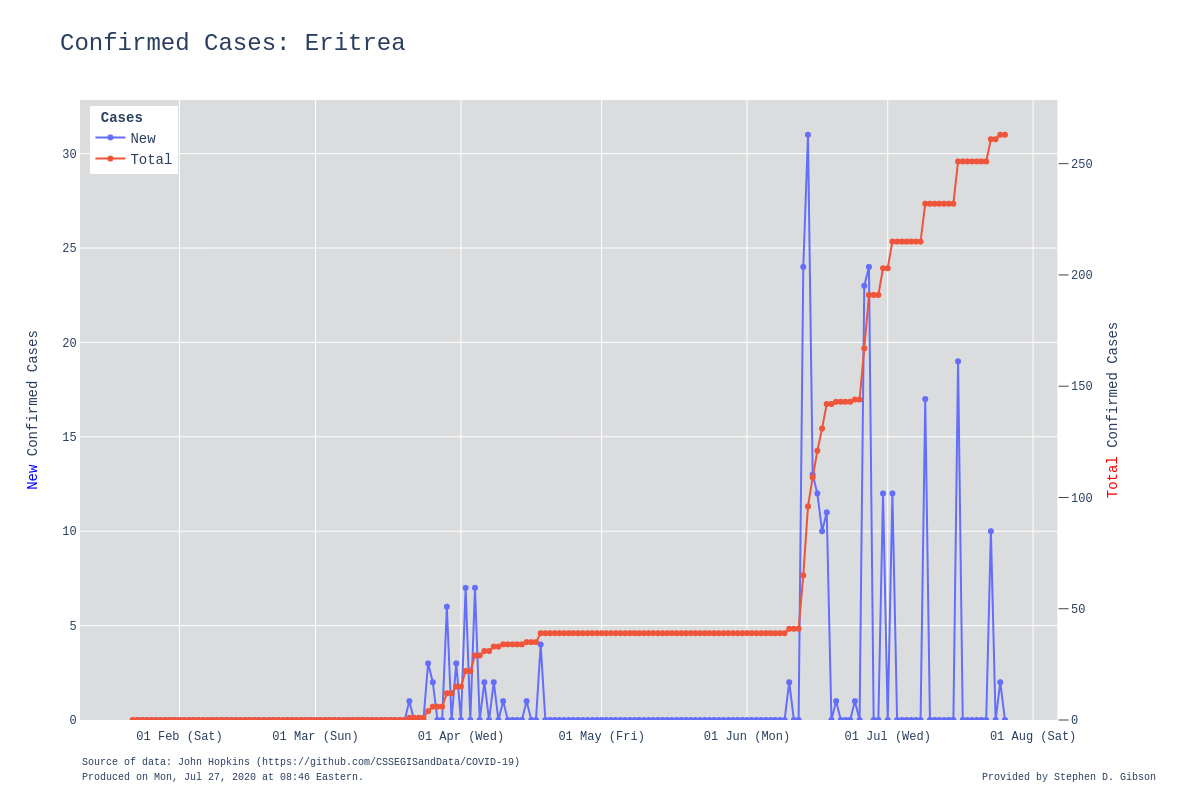 Confirmed Cases: Eritrea
Cases
New
Total
30
25
20
15
10
5
0
250
200
150
100
50
0
New Confirmed Cases
Total Confirmed Cases
01 Feb (Sat)
01 Mar (Sun)
01 Apr (Wed)
01 May (Fri)
01 Jun (Mon)
01 Jul (Wed)
01 Aug (Sat)
Source of data: John Hopkins (https://github.com/CSSEGISandData/COVID-19)
Produced on Mon, Jul 27, 2020 at 08:46 Eastern.
Provided by Stephen D. Gibson